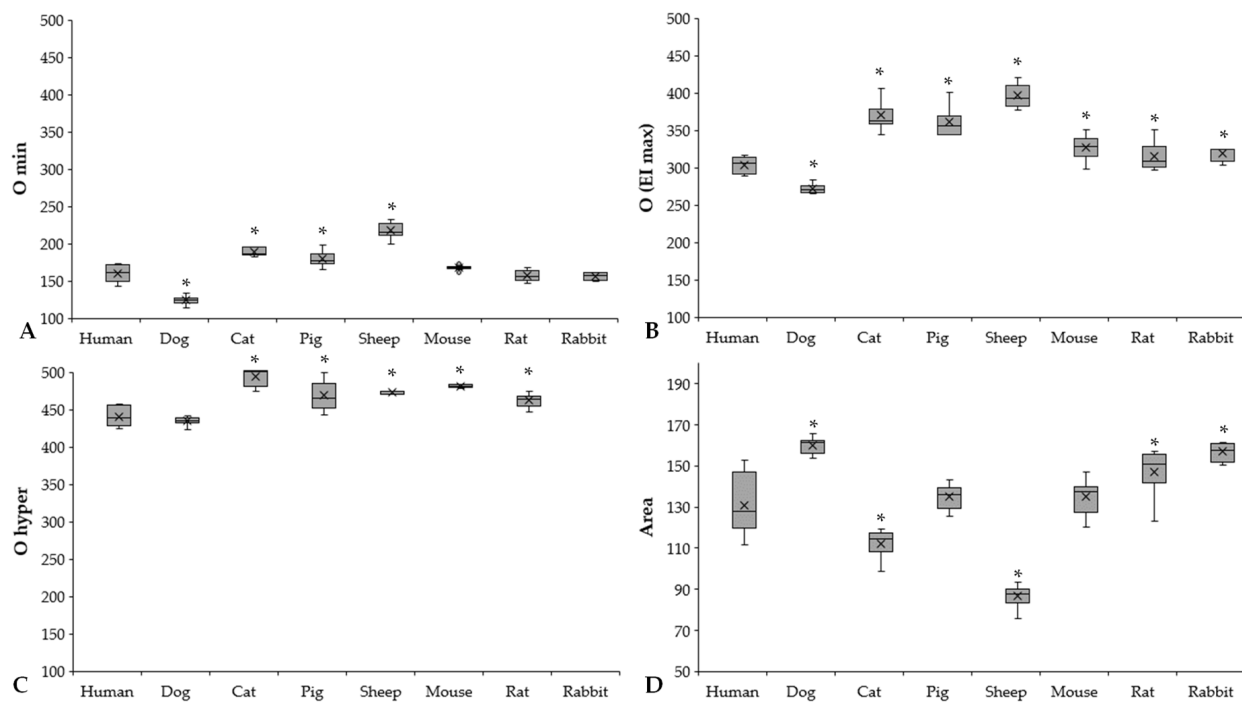 500
450
400
350
300
250
200
150
100
O min
* * * * *
Human Dog Cat Pig Sheep Mouse Rat Rabbit
A
500
450
400
350
300
250
200
150
100
O (EI max)
* * * * * * *
Human Dog Cat Pig Sheep Mouse Rat Rabbit
B
500
450
400
350
300
250
200
150
100
O hyper
* * * * *
Human Dog Cat Pig Sheep Mouse Rat Rabbit
C
190
170
150
130
110
90
70
50
Area
* * * * *
Human Dog Cat Pig Sheep Mouse Rat Rabbit
D